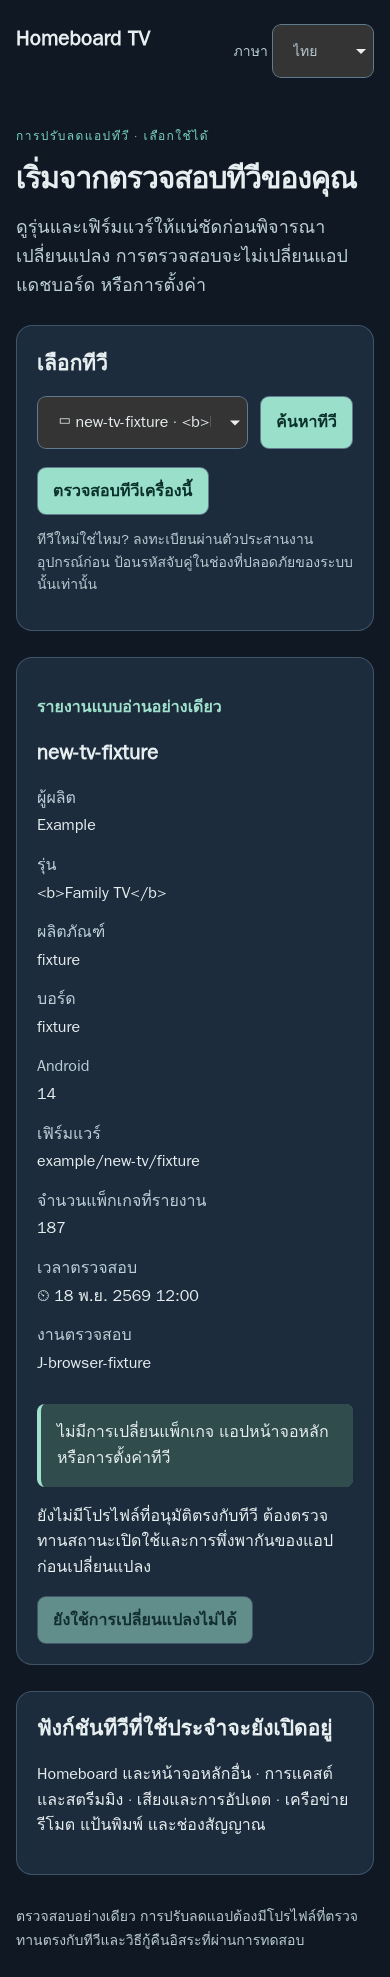 Homeboard TV
ภาษา ไทย
การปรับลดแอปทีวี · เลือกใช้ได้
เริ่มจากตรวจสอบทีวีของคุณ
ดูรุ่นและเฟิร์มแวร์ให้แน่ชัดก่อนพิจารณา
เปลี่ยนแปลง การตรวจสอบจะไม่เปลี่ยนแอป
แดชบอร์ด หรือการตั้งค่า
เลือกทีวี
new-tv-fixture · <b>
ค้นหาทีวี
ตรวจสอบทีวีเครื่องนี้
ทีวีใหม่ใช่ไหม? ลงทะเบียนผ่านตัวประสานงาน
อุปกรณ์ก่อน ป้อนรหัสจับคู่ในช่องที่ปลอดภัยของระบบ
นั้นเท่านั้น
รายงานแบบอ่านอย่างเดียว
new-tv-fixture
ผู้ผลิต
Example
รุ่น
<b>Family TV</b>
ผลิตภัณฑ์
fixture
บอร์ด
fixture
Android
14
เฟิร์มแวร์
example/new-tv/fixture
จำนวนแพ็กเกจที่รายงาน
187
เวลาตรวจสอบ
⏲ 18 พ.ย. 2569 12:00
งานตรวจสอบ
J-browser-fixture
ไม่มีการเปลี่ยนแพ็กเกจ แอปหน้าจอหลัก
หรือการตั้งค่าทีวี
ยังไม่มีโปรไฟล์ที่อนุมัติตรงกับทีวี ต้องตรวจ
ทานสถานะเปิดใช้และการพึ่งพากันของแอป
ก่อนเปลี่ยนแปลง
ยังใช้การเปลี่ยนแปลงไม่ได้
ฟังก์ชันทีวีที่ใช้ประจำจะยังเปิดอยู่
Homeboard และหน้าจอหลักอื่น · การแคสต์
และสตรีมมิง · เสียงและการอัปเดต · เครือข่าย
รีโมต แป้นพิมพ์ และช่องสัญญาณ
ตรวจสอบอย่างเดียว การปรับลดแอปต้องมีโปรไฟล์ที่ตรวจ
ทานตรงกับทีวีและวิธีกู้คืนอิสระที่ผ่านการทดสอบ